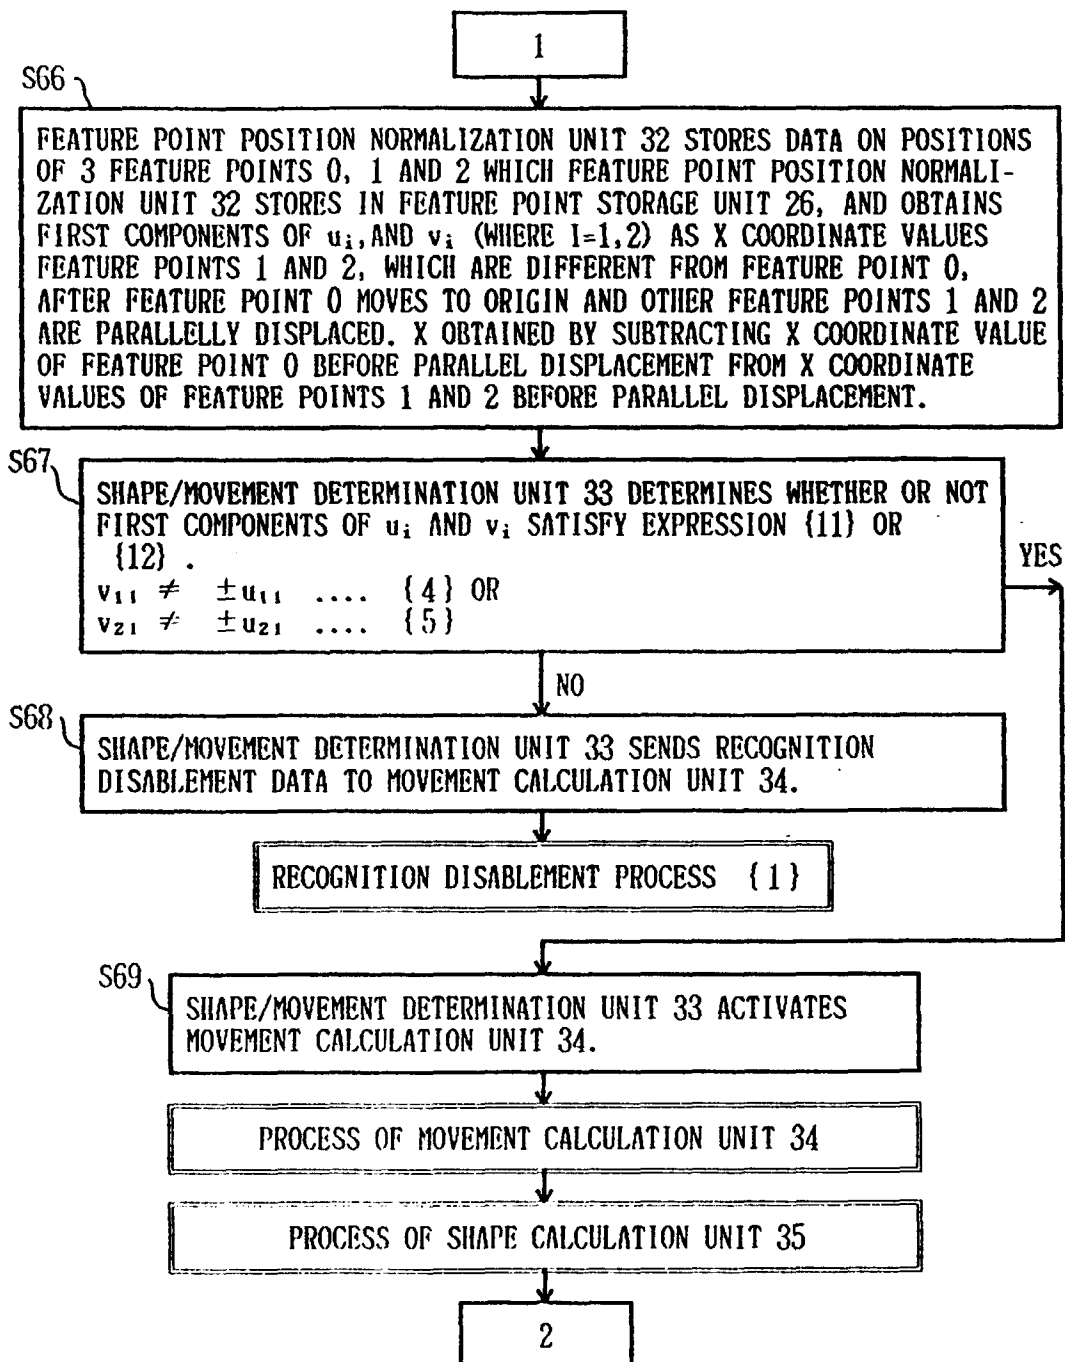 1
S66
FEATURE POINT POSITION NORMALIZATION UNIT 32 STORES DATA ON POSITIONS
OF 3 FEATURE POINTS 0, 1 AND 2 WHICH FEATURE POINT POSITION NORMALI-
ZATION UNIT 32 STORES IN FEATURE POINT STORAGE UNIT 26, AND OBTAINS
FIRST COMPONENTS OF uᵢ,AND vᵢ (WHERE I=1,2) AS X COORDINATE VALUES
FEATURE POINTS 1 AND 2, WHICH ARE DIFFERENT FROM FEATURE POINT 0,
AFTER FEATURE POINT 0 MOVES TO ORIGIN AND OTHER FEATURE POINTS 1 AND 2
ARE PARALLELLY DISPLACED. X OBTAINED BY SUBTRACTING X COORDINATE VALUE
OF FEATURE POINT 0 BEFORE PARALLEL DISPLACEMENT FROM X COORDINATE
VALUES OF FEATURE POINTS 1 AND 2 BEFORE PARALLEL DISPLACEMENT.
S67
SHAPE/MOVEMENT DETERMINATION UNIT 33 DETERMINES WHETHER OR NOT
FIRST COMPONENTS OF uᵢ AND vᵢ SATISFY EXPRESSION {11} OR
{12} .
v₁₁ ≠ ±u₁₁ .... {4} OR
v₂₁ ≠ ±u₂₁ .... {5}
YES
NO
S68
SHAPE/MOVEMENT DETERMINATION UNIT 33 SENDS RECOGNITION
DISABLEMENT DATA TO MOVEMENT CALCULATION UNIT 34.
RECOGNITION DISABLEMENT PROCESS {1}
S69
SHAPE/MOVEMENT DETERMINATION UNIT 33 ACTIVATES
MOVEMENT CALCULATION UNIT 34.
PROCESS OF MOVEMENT CALCULATION UNIT 34
PROCESS OF SHAPE CALCULATION UNIT 35
2